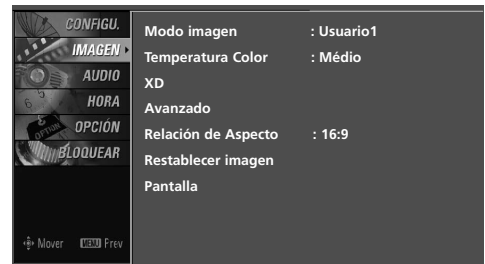 CONFIGU.
IMAGEN
AUDIO
HORA
OPCIÓN
BLOQUEAR
Mover MENU Prev
Modo imagen : Usuario1
Temperatura Color : Médio
XD
Avanzado
Relación de Aspecto : 16:9
Restablecer imagen
Pantalla